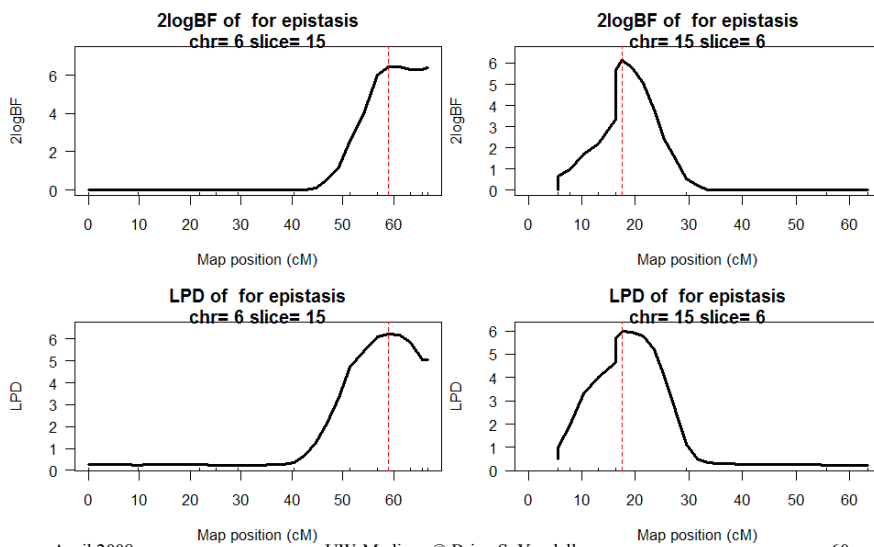 2logBF of for epistasis
chr= 6 slice= 15
2logBF
6
4
2
0
0 10 20 30 40 50 60
Map position (cM)
2logBF of for epistasis
chr= 15 slice= 6
2logBF
6
5
4
3
2
1
0
0 10 20 30 40 50 60
Map position (cM)
LPD of for epistasis
chr= 6 slice= 15
LPD
6
5
4
3
2
1
0
0 10 20 30 40 50 60
Map position (cM)
LPD of for epistasis
chr= 15 slice= 6
LPD
6
5
4
3
2
1
0
0 10 20 30 40 50 60
Map position (cM)